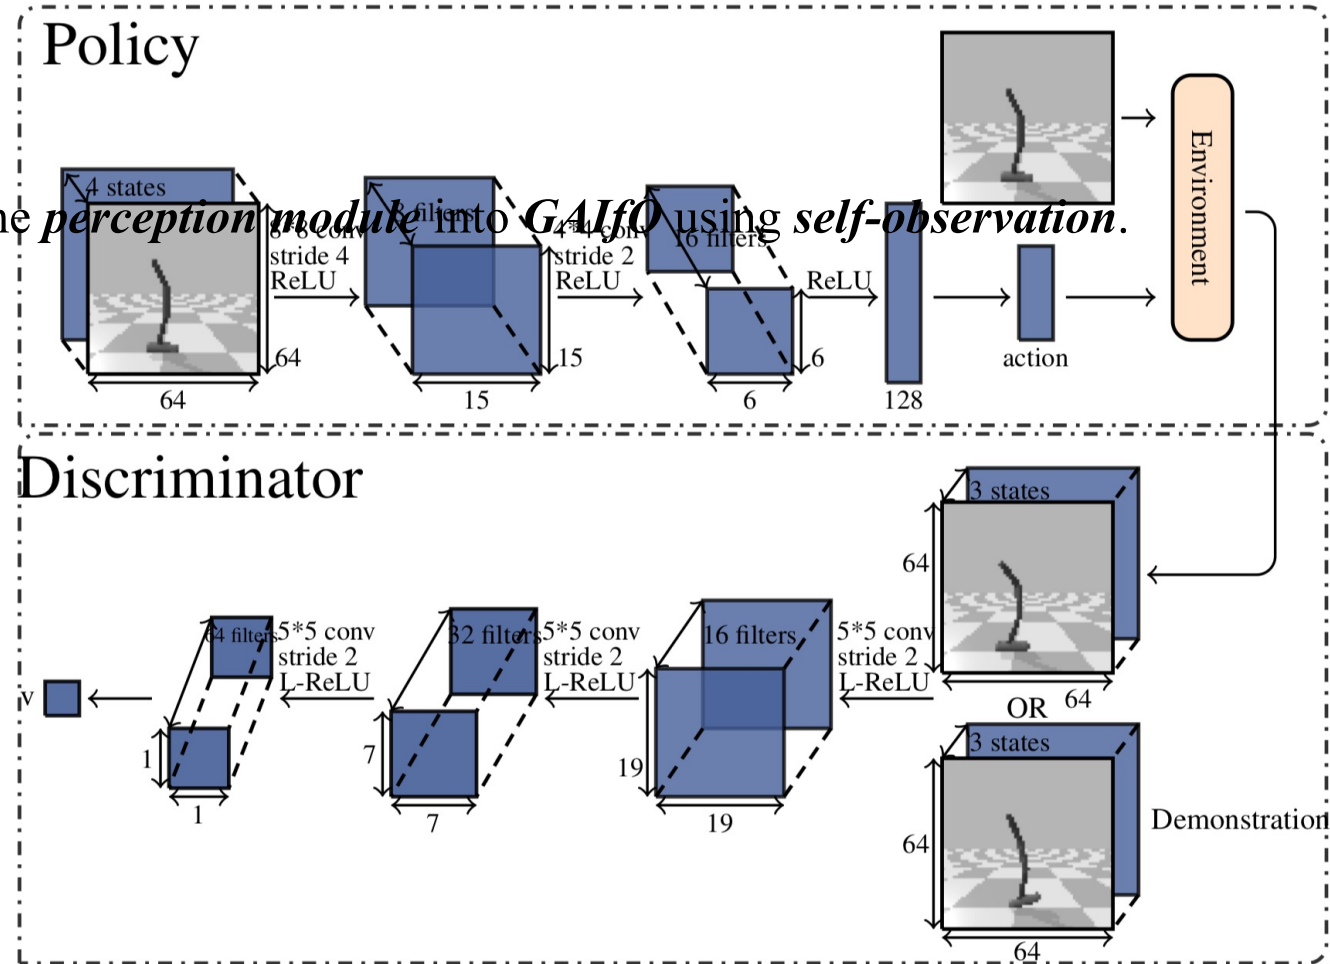 Policy
4 states
8 filters
16 filters
ne perception module into GAIfO using self-observation.
8*8 conv
stride 4
ReLU
4*4 conv
stride 2
ReLU
ReLU
Environment
64
64
15
15
6
6
128
action
Discriminator
3 states
64
64
OR
3 states
64
64
Demonstration
5*5 conv
stride 2
L-ReLU
16 filters
19
19
5*5 conv
stride 2
L-ReLU
32 filters
7
7
5*5 conv
stride 2
L-ReLU
64 filters
1
1
v